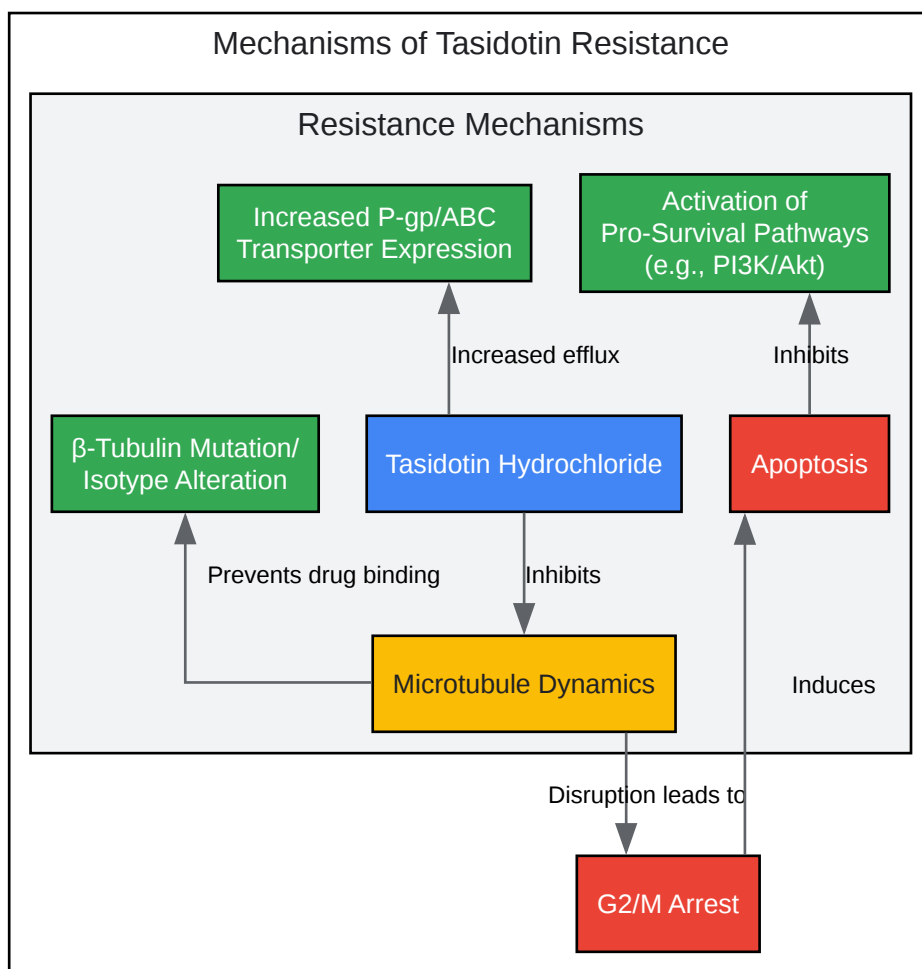 Mechanisms of Tasidotin Resistance
Resistance Mechanisms
Increased P-gp/ABC
Transporter Expression
Activation of
Pro-Survival Pathways
(e.g., PI3K/Akt)
Increased efflux
Inhibits
β-Tubulin Mutation/
Isotype Alteration
Tasidotin Hydrochloride
Apoptosis
Prevents drug binding
Inhibits
Microtubule Dynamics
Induces
Disruption leads to
G2/M Arrest